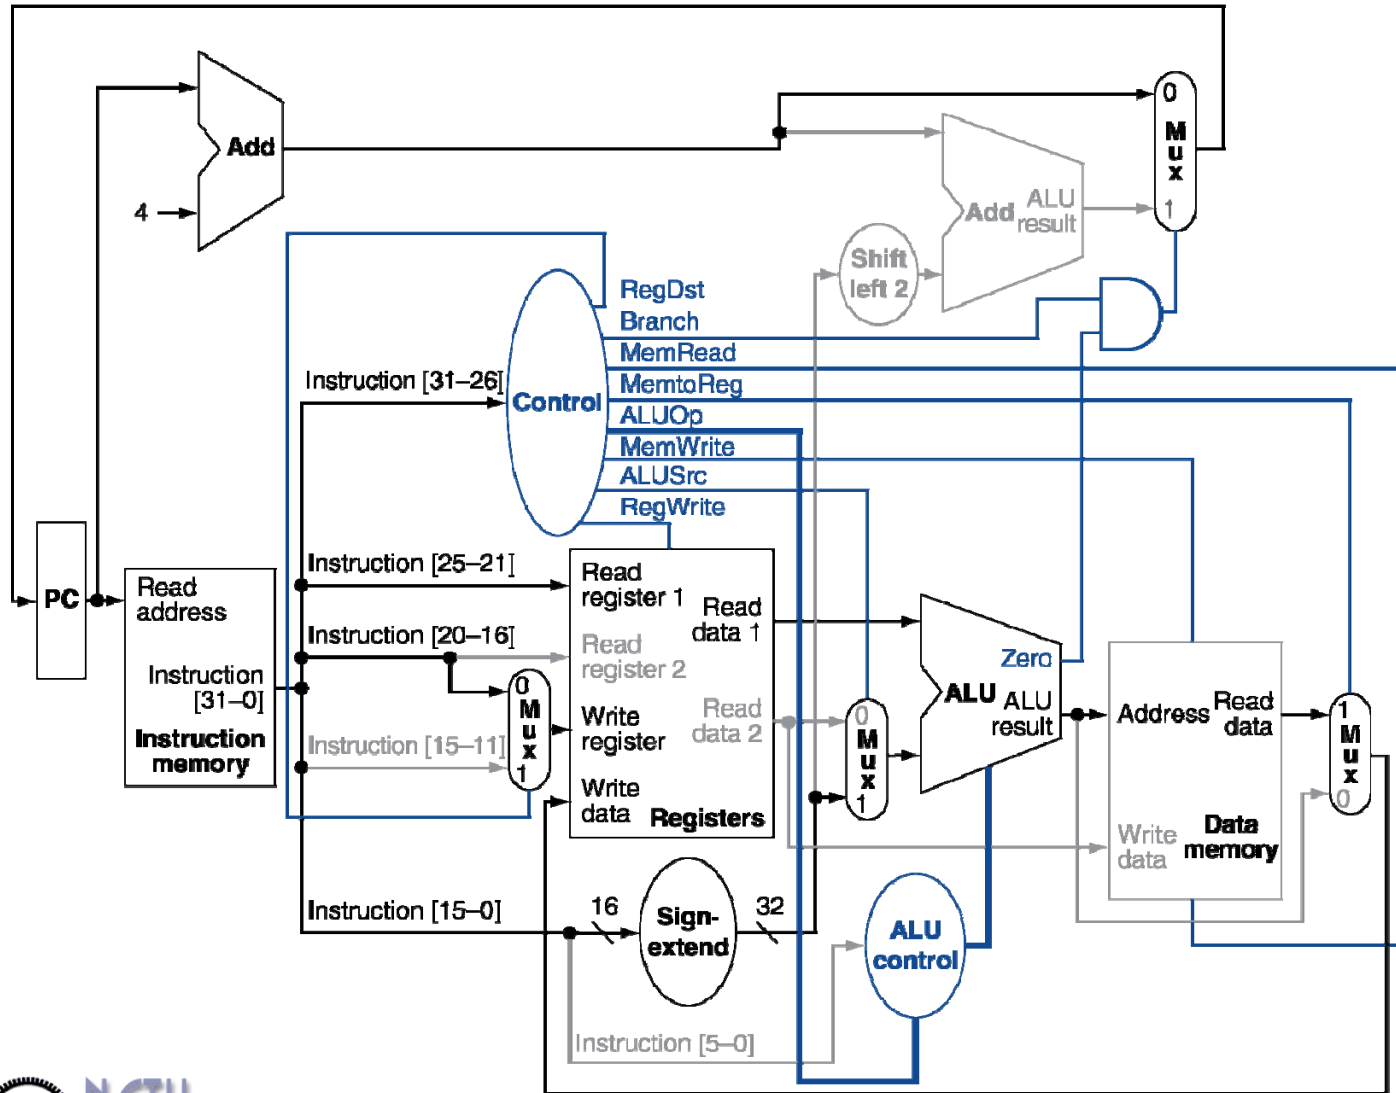 0
M
u
x
1
Add
4
Add
ALU
result
Shift
left 2
RegDst
Branch
MemRead
MemtoReg
ALUOp
MemWrite
ALUSrc
RegWrite
Instruction [31–26]
Control
Instruction [25–21]
Instruction [20–16]
Instruction [15–11]
Instruction [15–0]
Instruction [5–0]
PC
Read
address
Instruction
[31–0]
Instruction
memory
0
M
u
x
1
Read
register 1
Read
register 2
Write
register
Write
data
Read
data 1
Read
data 2
Registers
16
Sign-
extend
32
0
M
u
x
1
Zero
ALU
ALU
result
ALU
control
Address
Read
data
Write
data
Data
memory
1
M
u
x
0